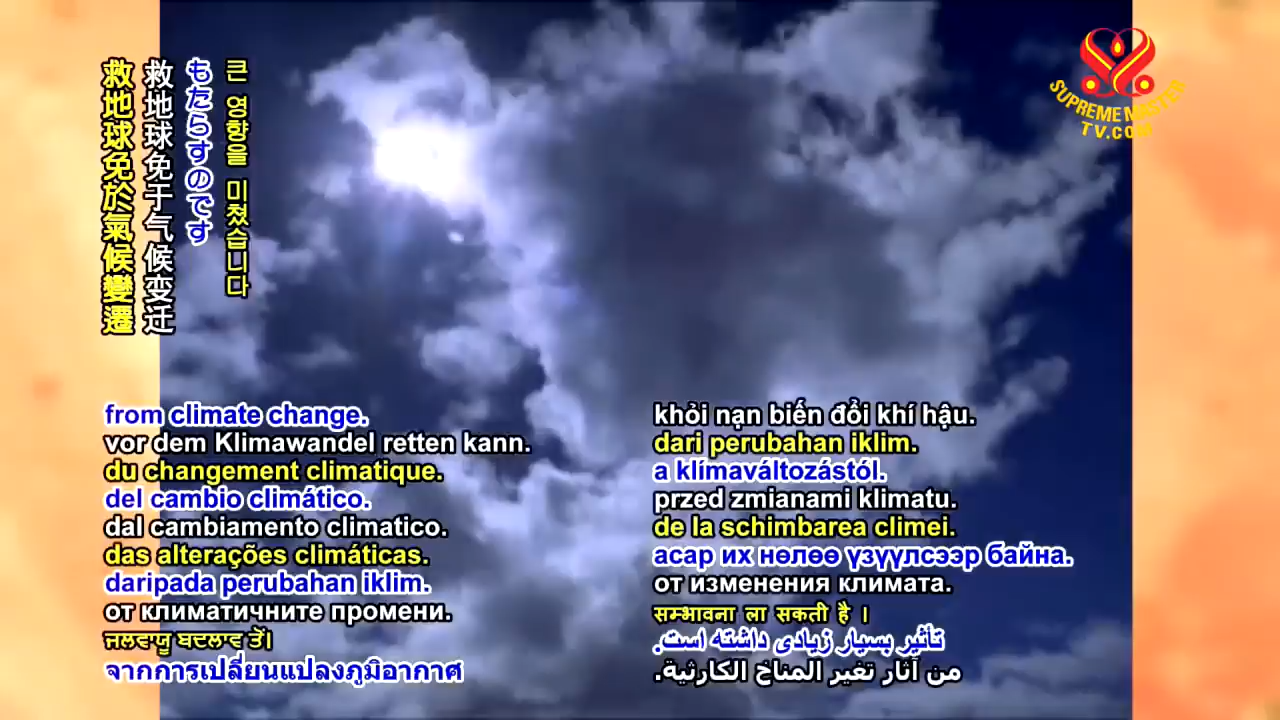 救地球免於氣候變遷
救地球免于气候变迁
もたらすのです
큰 영향을 미쳤습니다
SUPREME MASTER
TV.COM
from climate change.
vor dem Klimawandel retten kann.
du changement climatique.
del cambio climático.
dal cambiamento climatico.
das alterações climáticas.
daripada perubahan iklim.
от климатичните промени.
ਜਲਵਾਯੂ ਬਦਲਾਵ ਤੋਂ।
จากการเปลี่ยนแปลงภูมิอากาศ
khỏi nạn biến đổi khí hậu.
dari perubahan iklim.
a klímaváltozástól.
przed zmianami klimatu.
de la schimbarea climei.
асар их нөлөө үзүүлсээр байна.
от изменения климата.
सम्भावना ला सकती है ।
تأثیر بسیار زیادی داشته است.
من آثار تغير المناخ الكارثية.